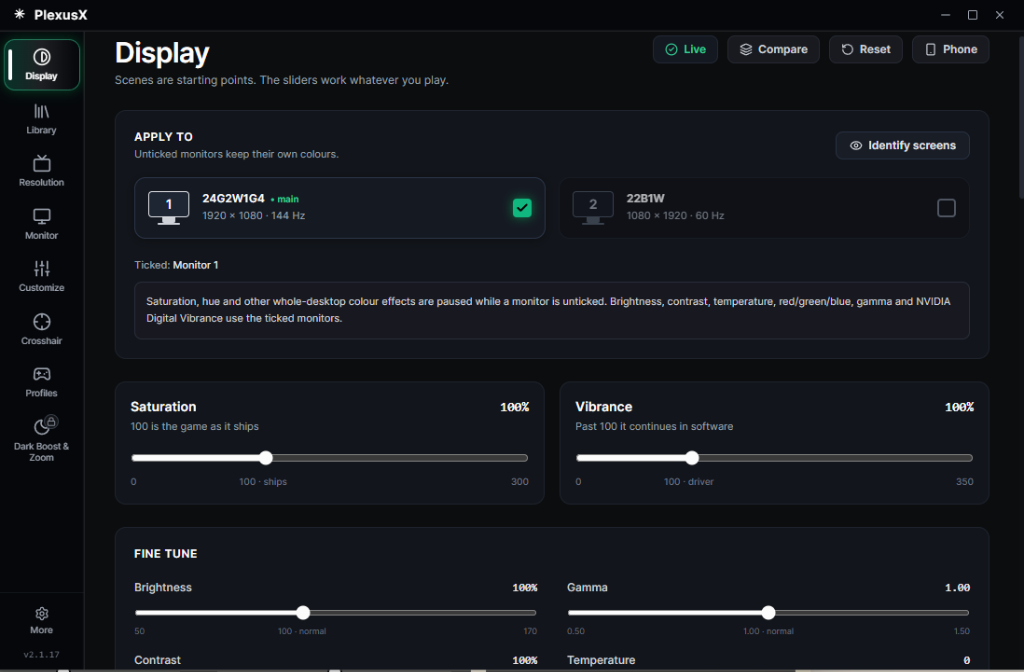 PlexusX
Display
Live
Compare
Reset
Phone
Display
Scenes are starting points. The sliders work whatever you play.
Library
Resolution
Monitor
Customize
Crosshair
Profiles
Dark Boost &
Zoom
More
v2.1.17
APPLY TO
Unticked monitors keep their own colours.
Identify screens
1
24G2W1G4 • main
1920 × 1080 · 144 Hz
2
22B1W
1080 × 1920 · 60 Hz
Ticked: Monitor 1
Saturation, hue and other whole-desktop colour effects are paused while a monitor is unticked. Brightness, contrast, temperature, red/green/blue, gamma and NVIDIA
Digital Vibrance use the ticked monitors.
Saturation 100%
100 is the game as it ships
0 100 · ships 300
Vibrance 100%
Past 100 it continues in software
0 100 · driver 350
FINE TUNE
Brightness 100%
50 100 · normal 170
Gamma 1.00
0.50 1.00 · normal 1.50
Contrast 100%
Temperature 0